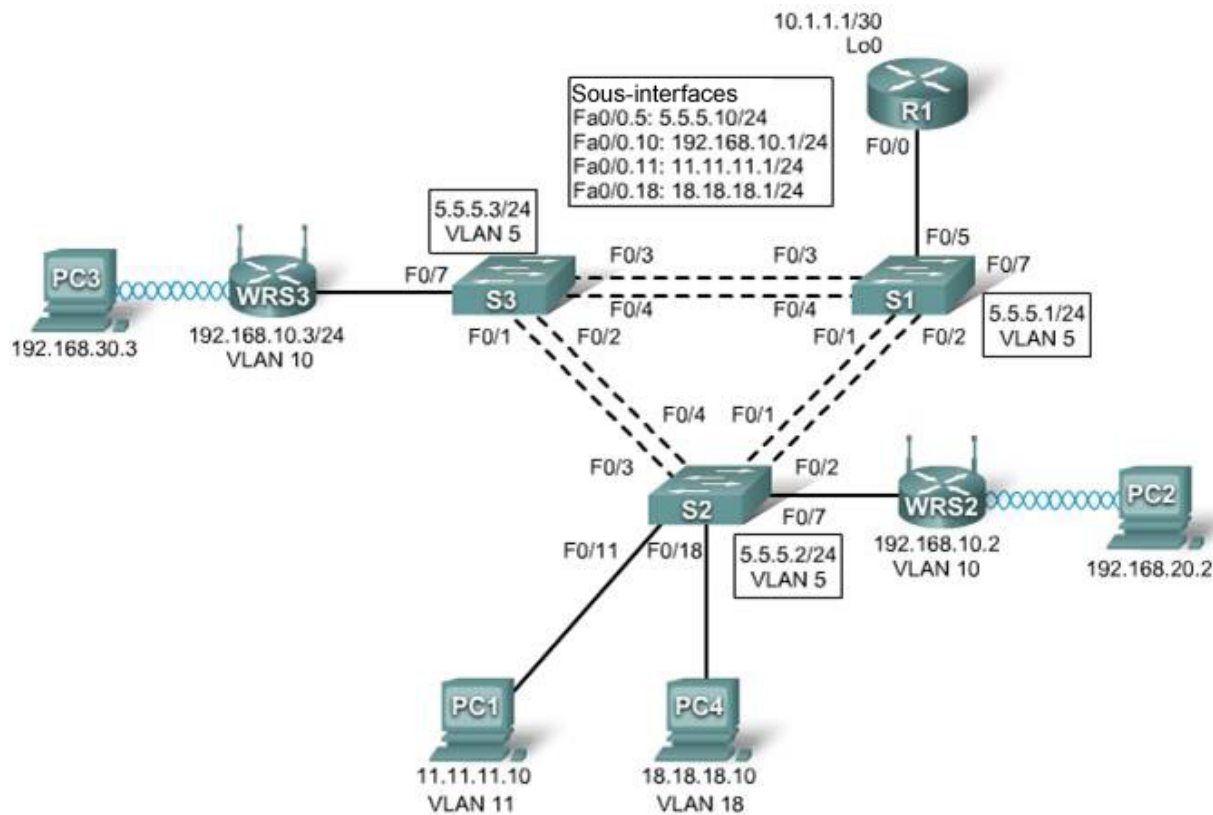 10.1.1.1/30
Lo0
R1
F0/0
Sous-interfaces
Fa0/0.5: 5.5.5.10/24
Fa0/0.10: 192.168.10.1/24
Fa0/0.11: 11.11.11.1/24
Fa0/0.18: 18.18.18.1/24
5.5.5.3/24
VLAN 5
PC3
192.168.30.3
WRS3
192.168.10.3/24
VLAN 10
F0/7
S3
F0/3
F0/4
F0/1
F0/2
F0/3
F0/4
F0/5
F0/7
S1
F0/1
F0/2
5.5.5.1/24
VLAN 5
F0/4
F0/3
F0/1
F0/2
S2
F0/7
F0/11
F0/18
5.5.5.2/24
VLAN 5
WRS2
192.168.10.2
VLAN 10
PC2
192.168.20.2
PC1
11.11.11.10
VLAN 11
PC4
18.18.18.10
VLAN 18